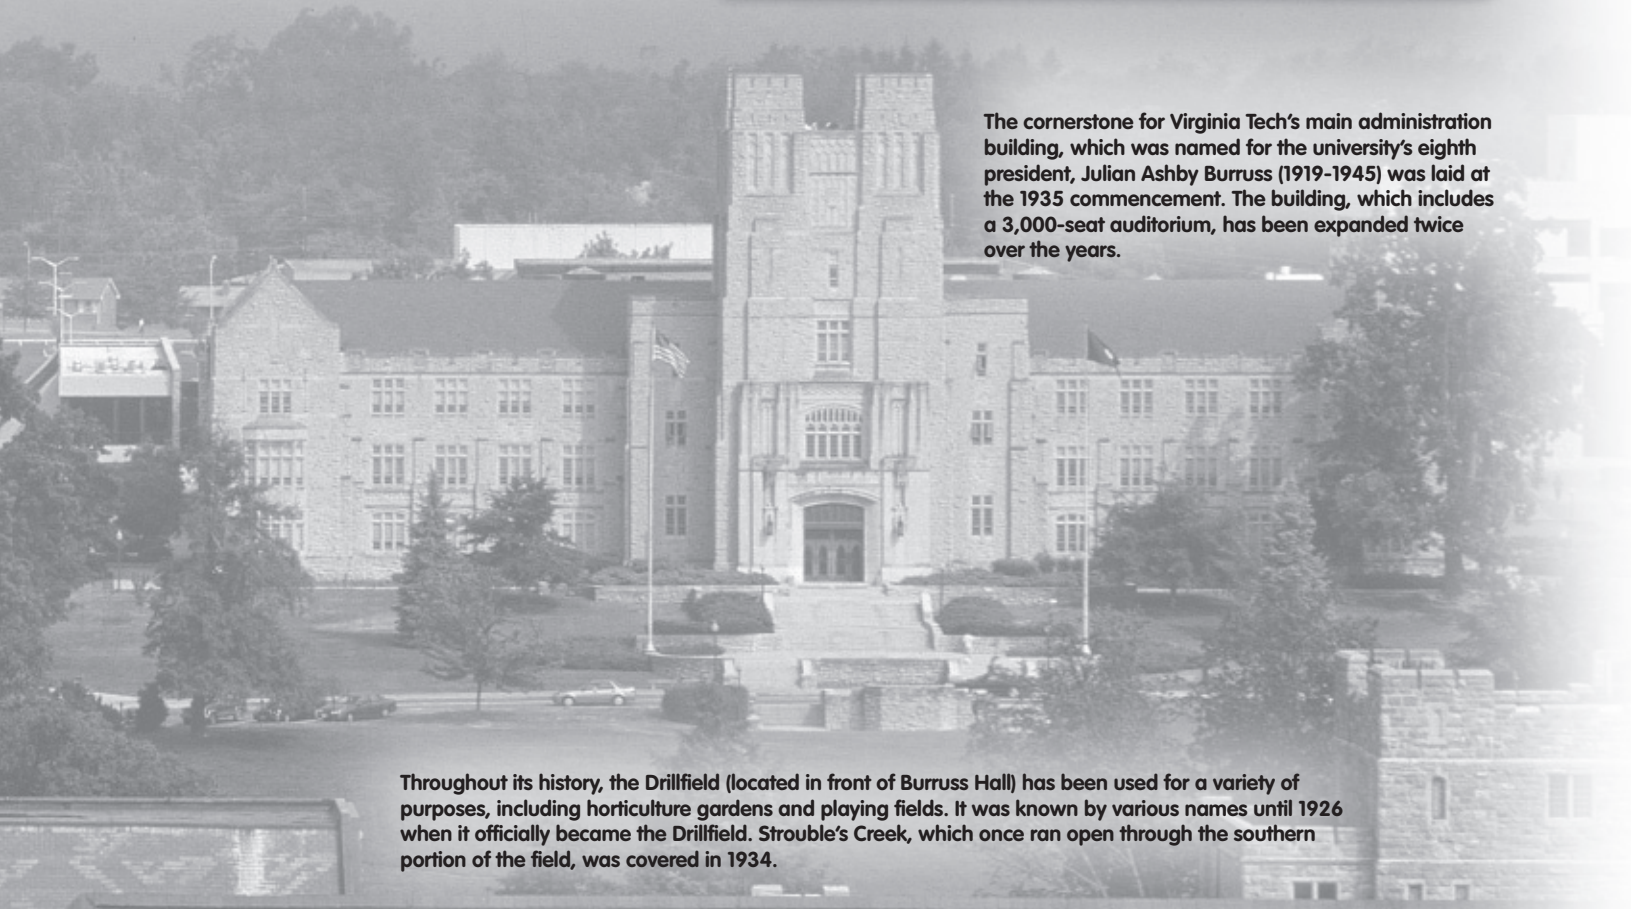 The cornerstone for Virginia Tech's main administration
building, which was named for the university's eighth
president, Julian Ashby Burruss (1919-1945) was laid at
the 1935 commencement. The building, which includes
a 3,000-seat auditorium, has been expanded twice
over the years.
Throughout its history, the Drillfield (located in front of Burruss Hall) has been used for a variety of
purposes, including horticulture gardens and playing fields. It was known by various names until 1926
when it officially became the Drillfield. Strouble's Creek, which once ran open through the southern
portion of the field, was covered in 1934.